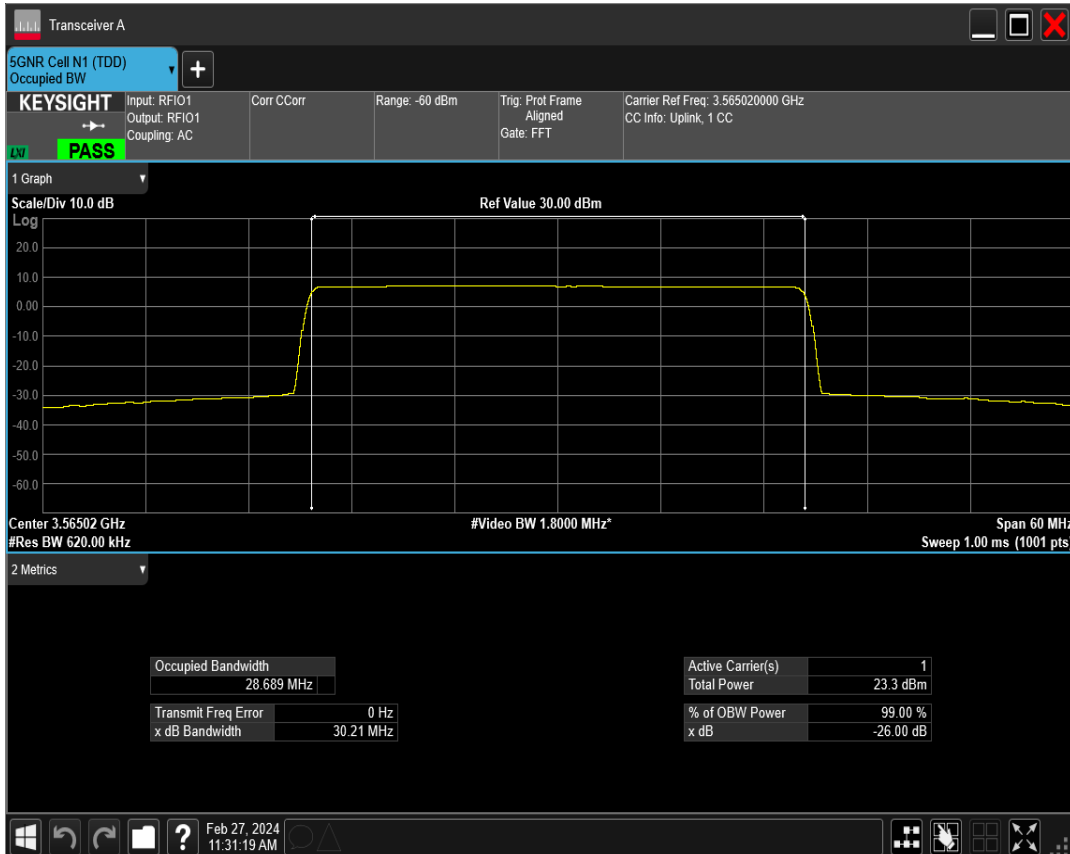 Transceiver A
5GNR Cell N1 (TDD)
Occupied BW
+
KEYSIGHT
LXI
PASS
Input: RFIO1
Output: RFIO1
Coupling: AC
Corr CCorr
Range: -60 dBm
Trig: Prot Frame
Aligned
Gate: FFT
Carrier Ref Freq: 3.565020000 GHz
CC Info: Uplink, 1 CC
1 Graph
Scale/Div 10.0 dB
Ref Value 30.00 dBm
Log
20.0
10.0
0.00
-10.0
-20.0
-30.0
-40.0
-50.0
-60.0
Center 3.56502 GHz
#Video BW 1.8000 MHz*
Span 60 MHz
#Res BW 620.00 kHz
Sweep 1.00 ms (1001 pts)
2 Metrics
Occupied Bandwidth
28.689 MHz
Transmit Freq Error 0 Hz
x dB Bandwidth 30.21 MHz
Active Carrier(s) 1
Total Power 23.3 dBm
% of OBW Power 99.00 %
x dB -26.00 dB
?
Feb 27, 2024
11:31:19 AM